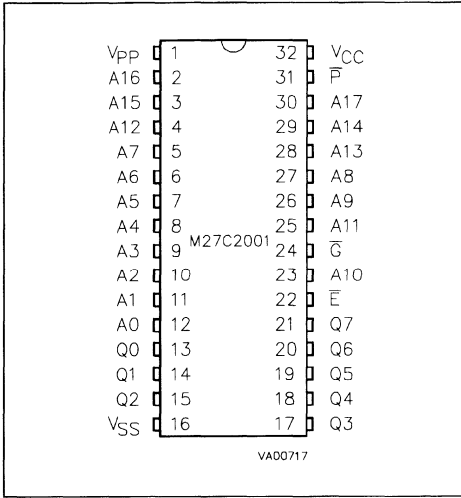 VPP 1 32 VCC
A16 2 31 P̅
A15 3 30 A17
A12 4 29 A14
A7 5 28 A13
A6 6 27 A8
A5 7 26 A9
A4 8 25 A11
M27C2001
A3 9 24 G̅
A2 10 23 A10
A1 11 22 E̅
A0 12 21 Q7
Q0 13 20 Q6
Q1 14 19 Q5
Q2 15 18 Q4
VSS 16 17 Q3
VA00717